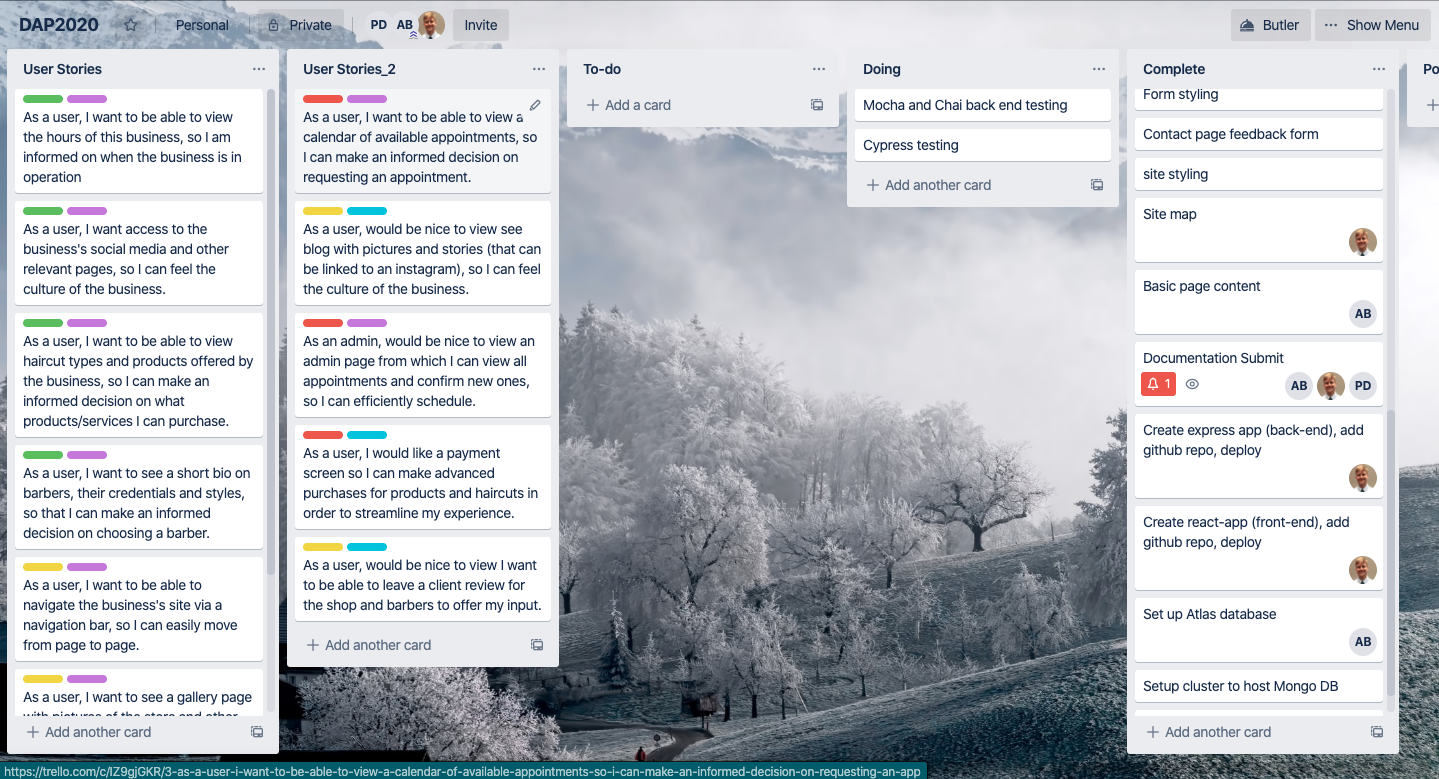 DAP2020
Personal
Private
PD
AB
Invite
Butler
Show Menu
User Stories
As a user, I want to be able to view
the hours of this business, so I am
informed on when the business is in
operation
As a user, I want access to the
business's social media and other
relevant pages, so I can feel the
culture of the business.
As a user, I want to be able to view
haircut types and products offered by
the business, so I can make an
informed decision on what
products/services I can purchase.
As a user, I want to see a short bio on
barbers, their credentials and styles,
so that I can make an informed
decision on choosing a barber.
As a user, I want to be able to
navigate the business's site via a
navigation bar, so I can easily move
from page to page.
As a user, I want to see a gallery page
with pictures of the store and other
Add another card
User Stories_2
As a user, I want to be able to view a
calendar of available appointments, so
I can make an informed decision on
requesting an appointment.
As a user, would be nice to view see
blog with pictures and stories (that can
be linked to an instagram), so I can feel
the culture of the business.
As an admin, would be nice to view an
admin page from which I can view all
appointments and confirm new ones,
so I can efficiently schedule.
As a user, I would like a payment
screen so I can make advanced
purchases for products and haircuts in
order to streamline my experience.
As a user, would be nice to view I want
to be able to leave a client review for
the shop and barbers to offer my input.
Add another card
To-do
Add a card
Doing
Mocha and Chai back end testing
Cypress testing
Add another card
Complete
Form styling
Contact page feedback form
site styling
Site map
Basic page content
AB
Documentation Submit
1
AB
PD
Create express app (back-end), add
github repo, deploy
Create react-app (front-end), add
github repo, deploy
Set up Atlas database
AB
Setup cluster to host Mongo DB
Add another card
Po
https://trello.com/c/IZ9gjGKR/3-as-a-user-i-want-to-be-able-to-view-a-calendar-of-available-appointments-so-i-can-make-an-informed-decision-on-requesting-an-app